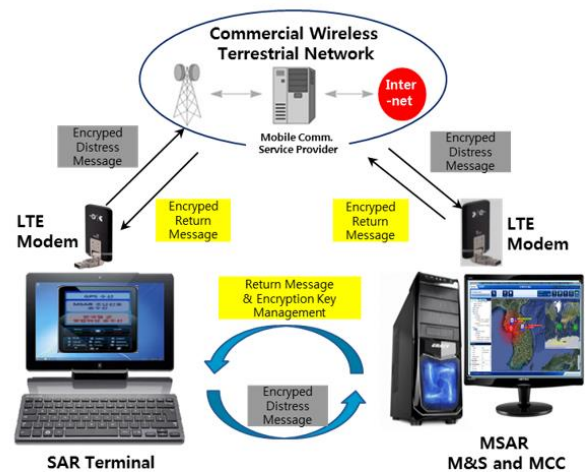 Commercial Wireless
Terrestrial Network
Inter
-net
Mobile Comm.
Service Provider
Encryped
Distress
Message
Encryped
Distress
Message
Encryped
Return
Message
Encryped
Return
Message
LTE
Modem
LTE
Modem
Return Message
& Encryption Key
Management
Encryped
Distress
Message
SAR Terminal
MSAR
M&S and MCC